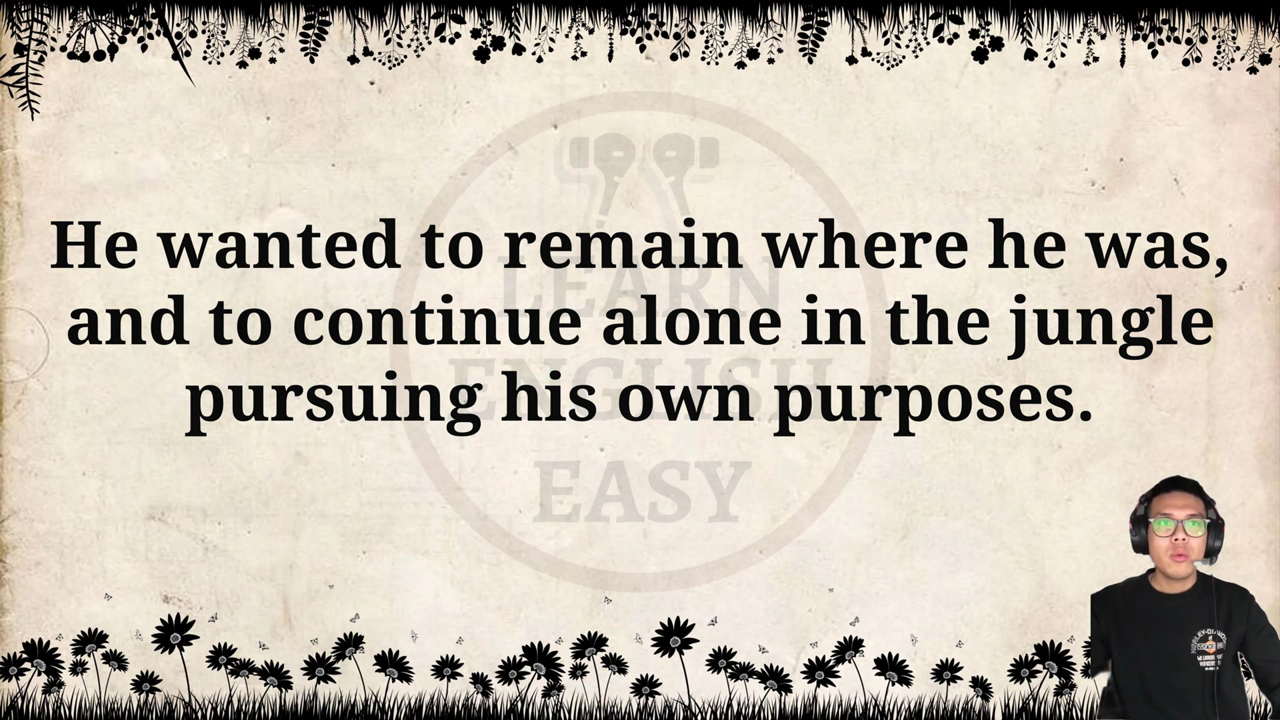 He wanted to remain where he was,
and to continue alone in the jungle
pursuing his own purposes.
LEARN
ENGLISH
EASY